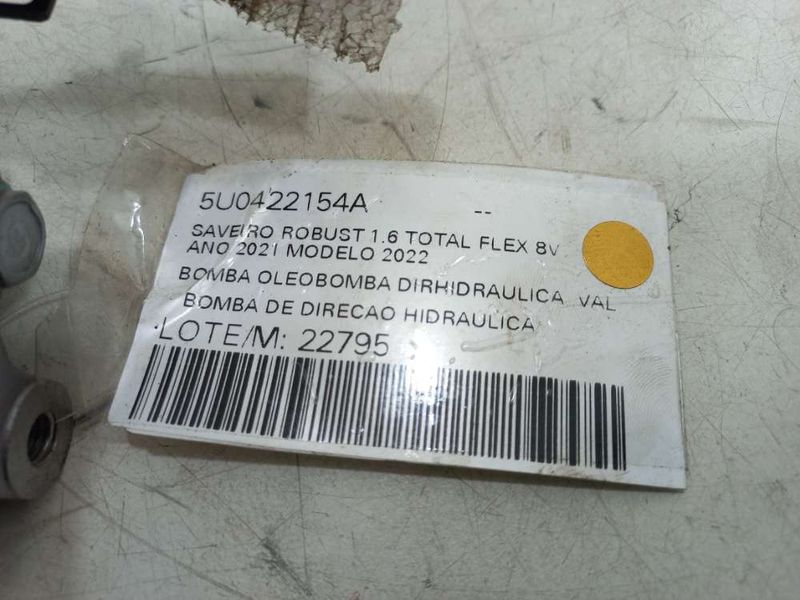 5U0422154A --
SAVEIRO ROBUST 1.6 TOTAL FLEX 8V
ANO 2021 MODELO 2022
BOMBA OLEOBOMBA DIRHIDRAULICA VAL
BOMBA DE DIRECAO HIDRAULICA
LOTE/M: 22795